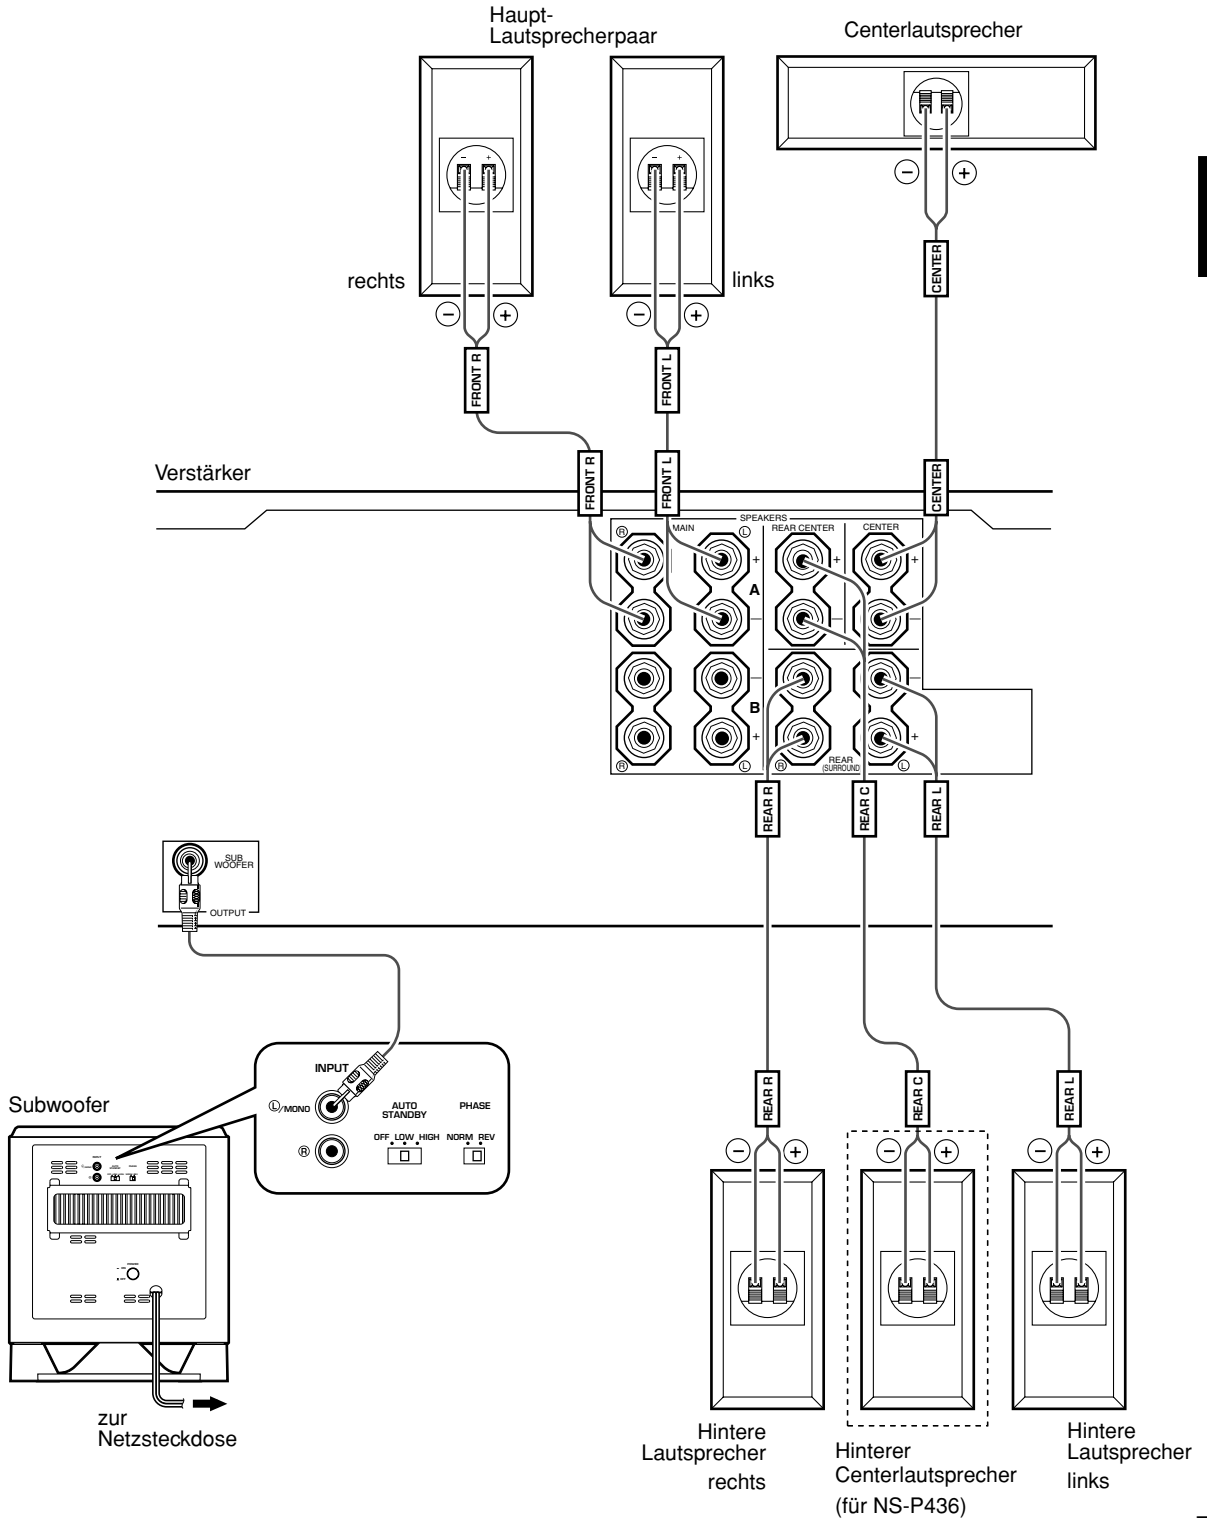 Haupt-
Lautsprecherpaar
Centerlautsprecher
− +
− +
rechts
links
− +
− +
− +
CENTER
FRONT R
FRONT L
Verstärker
FRONT R
FRONT L
CENTER
SPEAKERS
R MAIN L
REAR CENTER
CENTER
+ + +
A
— —
— —
B
+ +
R L R
REAR
(SURROUND)
L
REAR R
REAR C
REAR L
SUB
WOOFER
OUTPUT
INPUT
L/MONO
R
AUTO
STANDBY
PHASE
OFF LOW HIGH
NORM REV
Subwoofer
zur
Netzsteckdose
REAR R
REAR C
REAR L
− +
− +
− +
Hintere
Lautsprecher
rechts
Hinterer
Centerlautsprecher
(für NS-P436)
Hintere
Lautsprecher
links